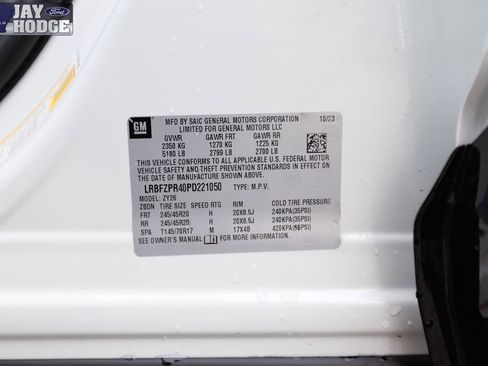 JAY
HODGE
Ford
GM
MFD BY SAIC GENERAL MOTORS CORPORATION 10/23
LIMITED FOR GENERAL MOTORS LLC
GVWR GAWR FRT GAWR RR
2350 KG 1270 KG 1225 KG
5180 LB 2799 LB 2700 LB
THIS VEHICLE CONFORMS TO ALL APPLICABLE U.S. FEDERAL MOTOR
VEHICLE SAFETY AND THEFT PREVENTION STANDARDS IN EFFECT ON
THE DATE OF MANUFACTURE SHOWN ABOVE.
LRBFZPR40PD221050 TYPE: M.P.V.
MODEL: ZY26
ZBDN TIRE SIZE SPEED RTG RIM COLD TIRE PRESSURE
FRT 245/45R20 H 20X8.5J 240KPA(35PSI)
RR 245/45R20 H 20X8.5J 240KPA(35PSI)
SPA T145/70R17 M 17X4B 420KPA(60PSI)
SEE OWNER'S MANUAL FOR MORE INFORMATION.